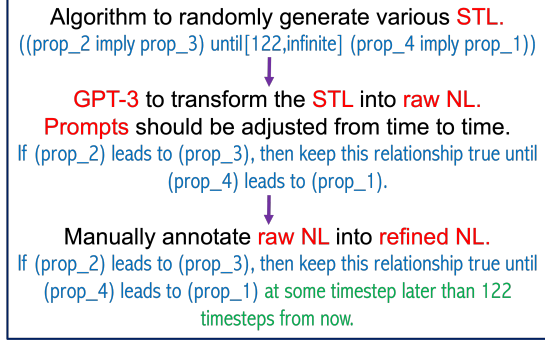 Algorithm to randomly generate various STL.
((prop_2 imply prop_3) until[122,infinite] (prop_4 imply prop_1))
GPT-3 to transform the STL into raw NL.
Prompts should be adjusted from time to time.
If (prop_2) leads to (prop_3), then keep this relationship true until
(prop_4) leads to (prop_1).
Manually annotate raw NL into refined NL.
If (prop_2) leads to (prop_3), then keep this relationship true until
(prop_4) leads to (prop_1) at some timestep later than 122
timesteps from now.